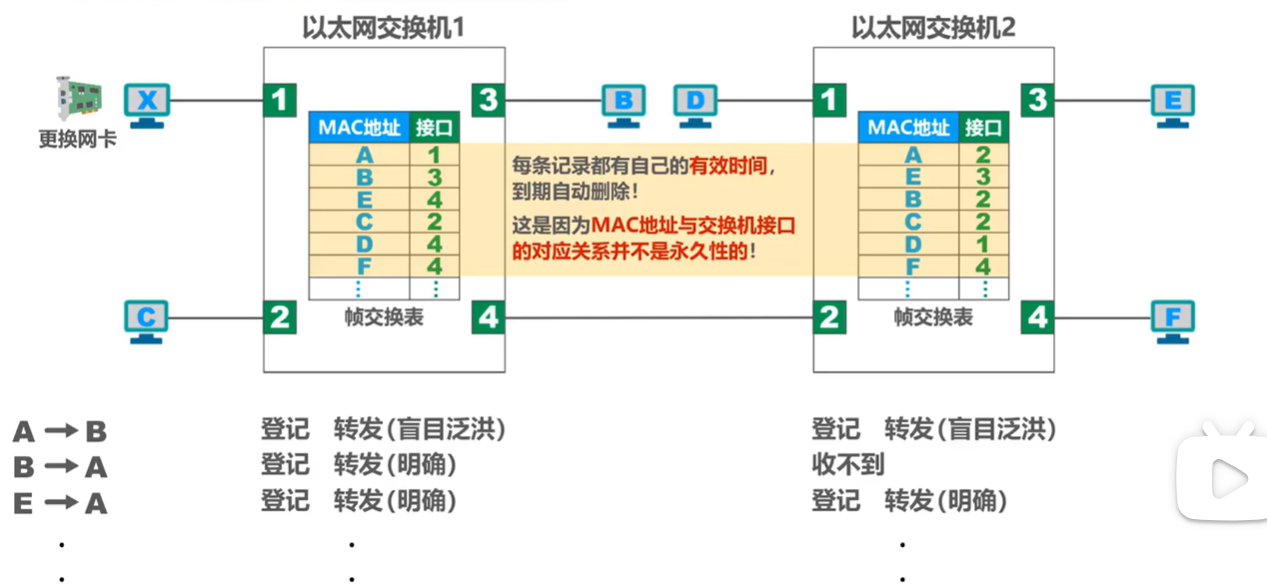 以太网交换机1
以太网交换机2
更换网卡
X
1
3
B
D
1
3
E
MAC地址 接口
A 1
B 3
E 4
C 2
D 4
F 4
⋮ ⋮
帧交换表
每条记录都有自己的有效时间，
到期自动删除！
这是因为MAC地址与交换机接口
的对应关系并不是永久性的！
MAC地址 接口
A 2
E 3
B 2
C 2
D 1
F 4
⋮ ⋮
帧交换表
C
2
4
2
4
F
A → B 登记 转发(盲目泛洪) 登记 转发(盲目泛洪)
B → A 登记 转发(明确) 收不到
E → A 登记 转发(明确) 登记 转发(明确)
· · ·
· · ·